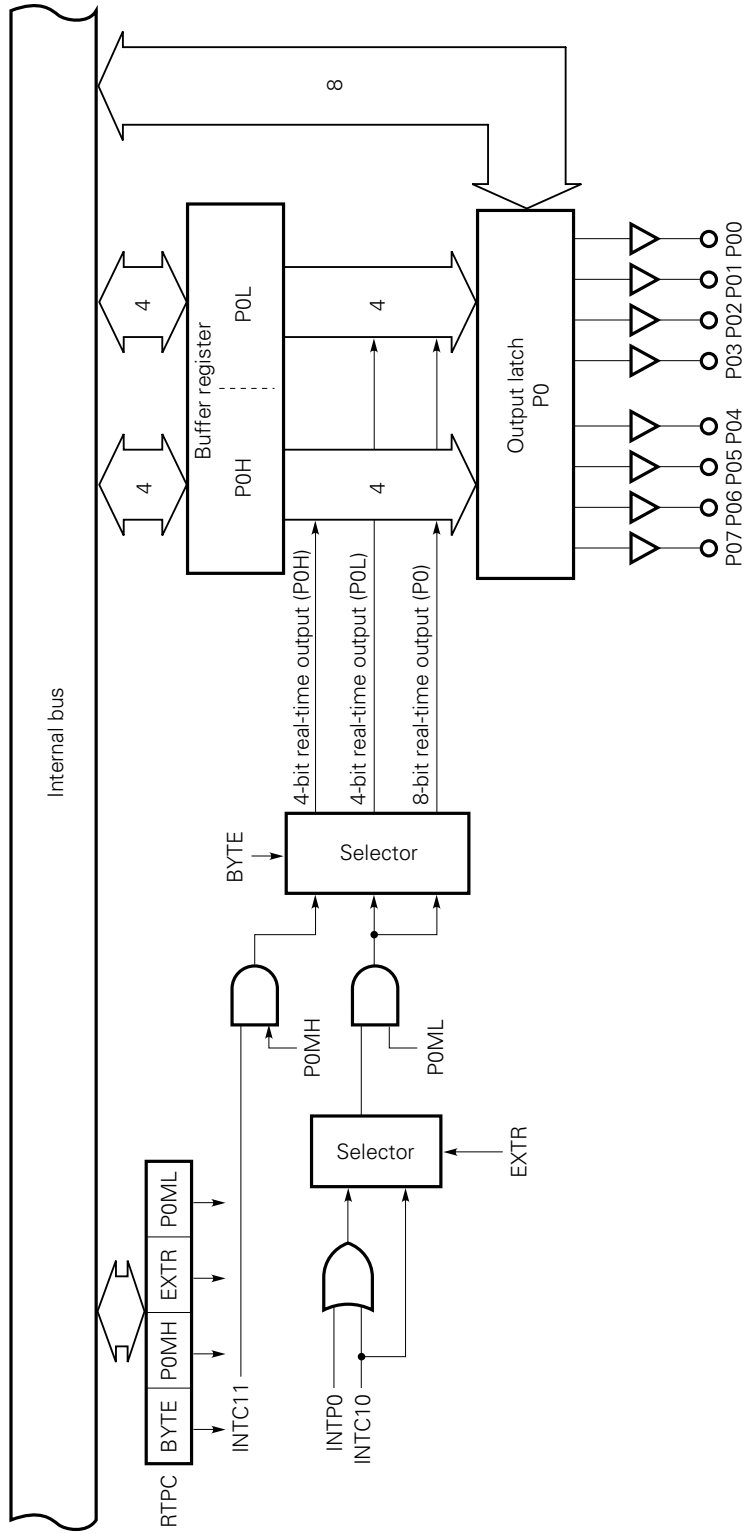 Internal bus
RTPC
BYTE
P0MH
EXTR
P0ML
INTC11
INTP0
INTC10
Selector
EXTR
P0MH
P0ML
BYTE
Selector
4-bit real-time output (P0H)
4-bit real-time output (P0L)
8-bit real-time output (P0)
4
4
8
Buffer register
P0H
P0L
4
4
Output latch
P0
P07 P06 P05 P04 P03 P02 P01 P00